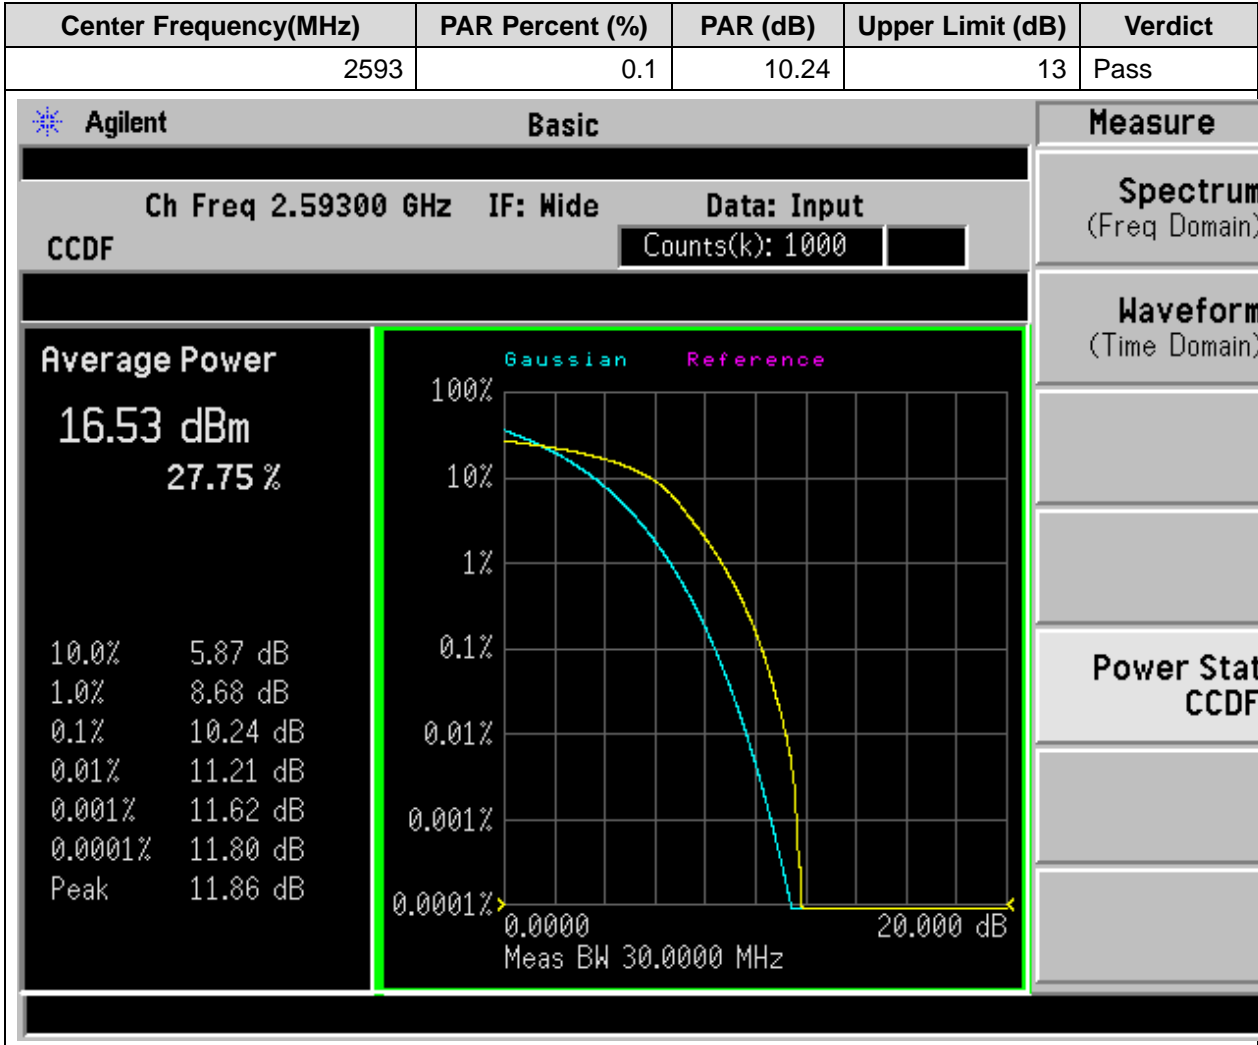 Center Frequency(MHz) PAR Percent (%) PAR (dB) Upper Limit (dB) Verdict
2593 0.1 10.24 13 Pass
Agilent Basic Measure
Ch Freq 2.59300 GHz IF: Wide Data: Input
CCDF Counts(k): 1000
Spectrum
(Freq Domain)
Waveform
(Time Domain)
Power Stat
CCDF
Average Power
16.53 dBm
27.75 %
10.0% 5.87 dB
1.0% 8.68 dB
0.1% 10.24 dB
0.01% 11.21 dB
0.001% 11.62 dB
0.0001% 11.80 dB
Peak 11.86 dB
Gaussian Reference
100%
10%
1%
0.1%
0.01%
0.001%
0.0001%
0.0000 20.000 dB
Meas BW 30.0000 MHz